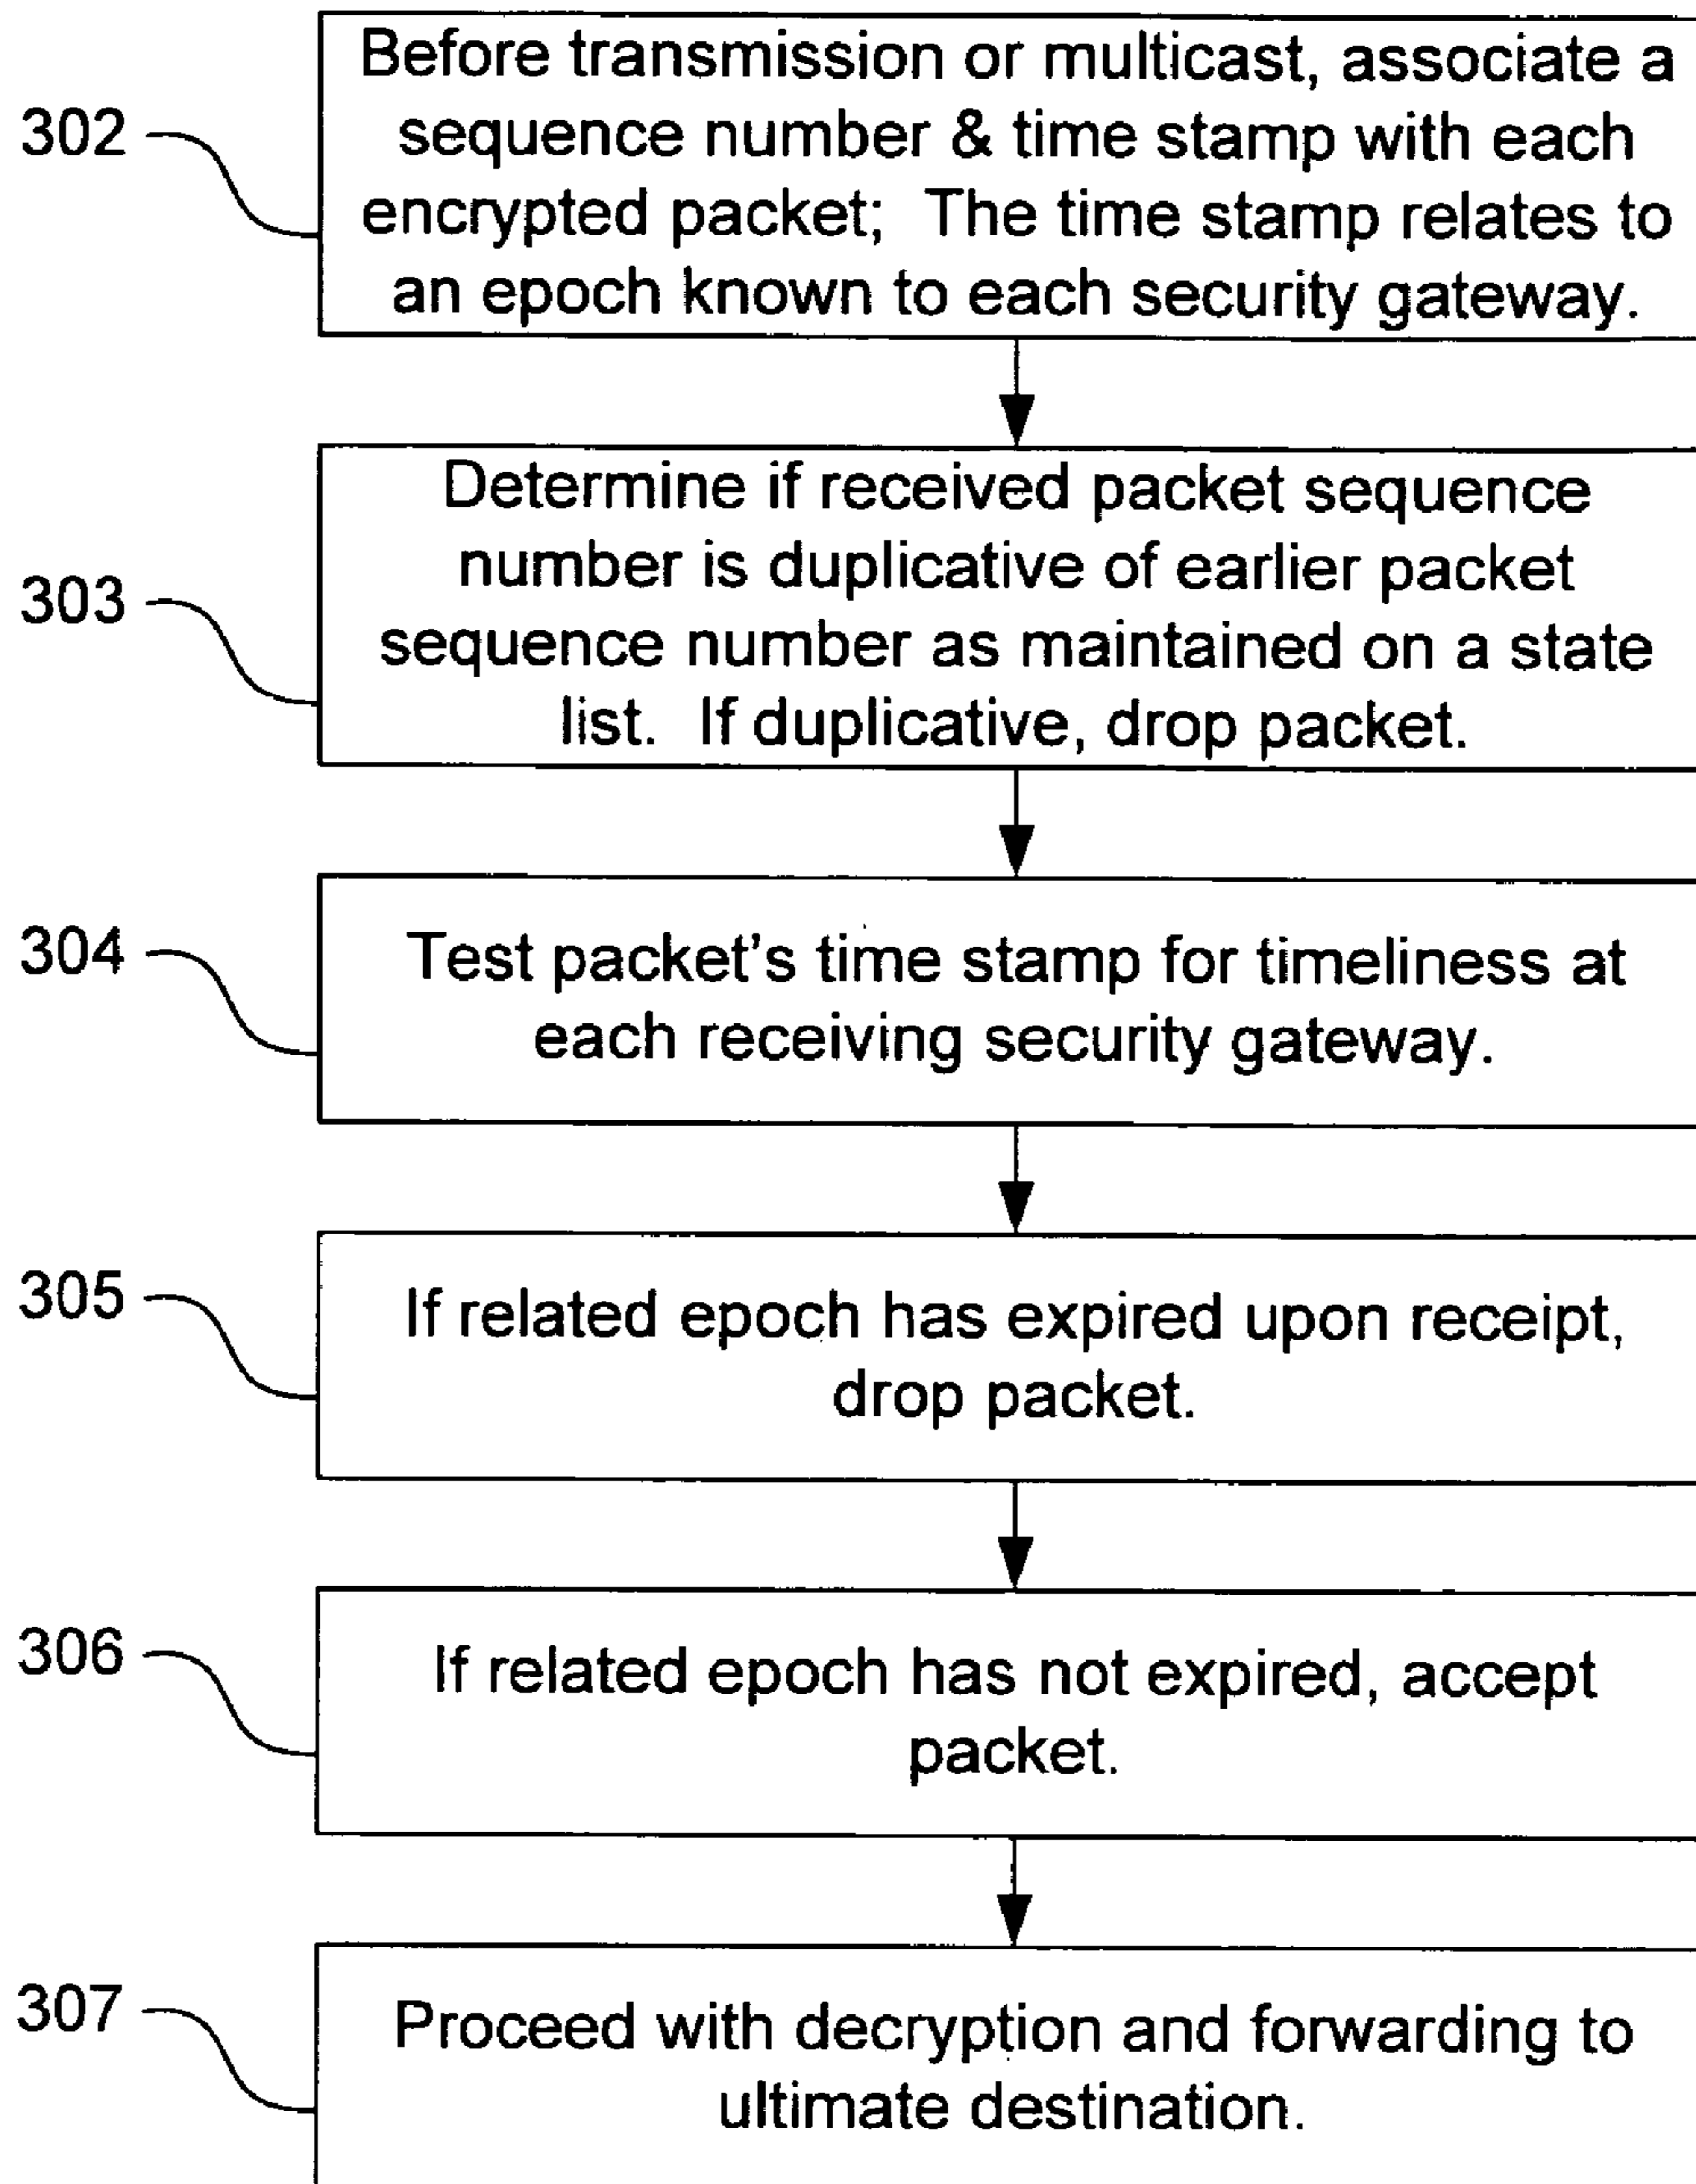 Before transmission or multicast, associate a
302
sequence number & time stamp with each
encrypted packet; The time stamp relates to
an epoch known to each security gateway.
Determine if received packet sequence
number is duplicative of earlier packet
303
sequence number as maintained on a state
list. If duplicative, drop packet.
304
Test packet's time stamp for timeliness at
each receiving security gateway.
305
If related epoch has expired upon receipt,
drop packet.
306
If related epoch has not expired, accept
packet.
307
Proceed with decryption and forwarding to
ultimate destination.